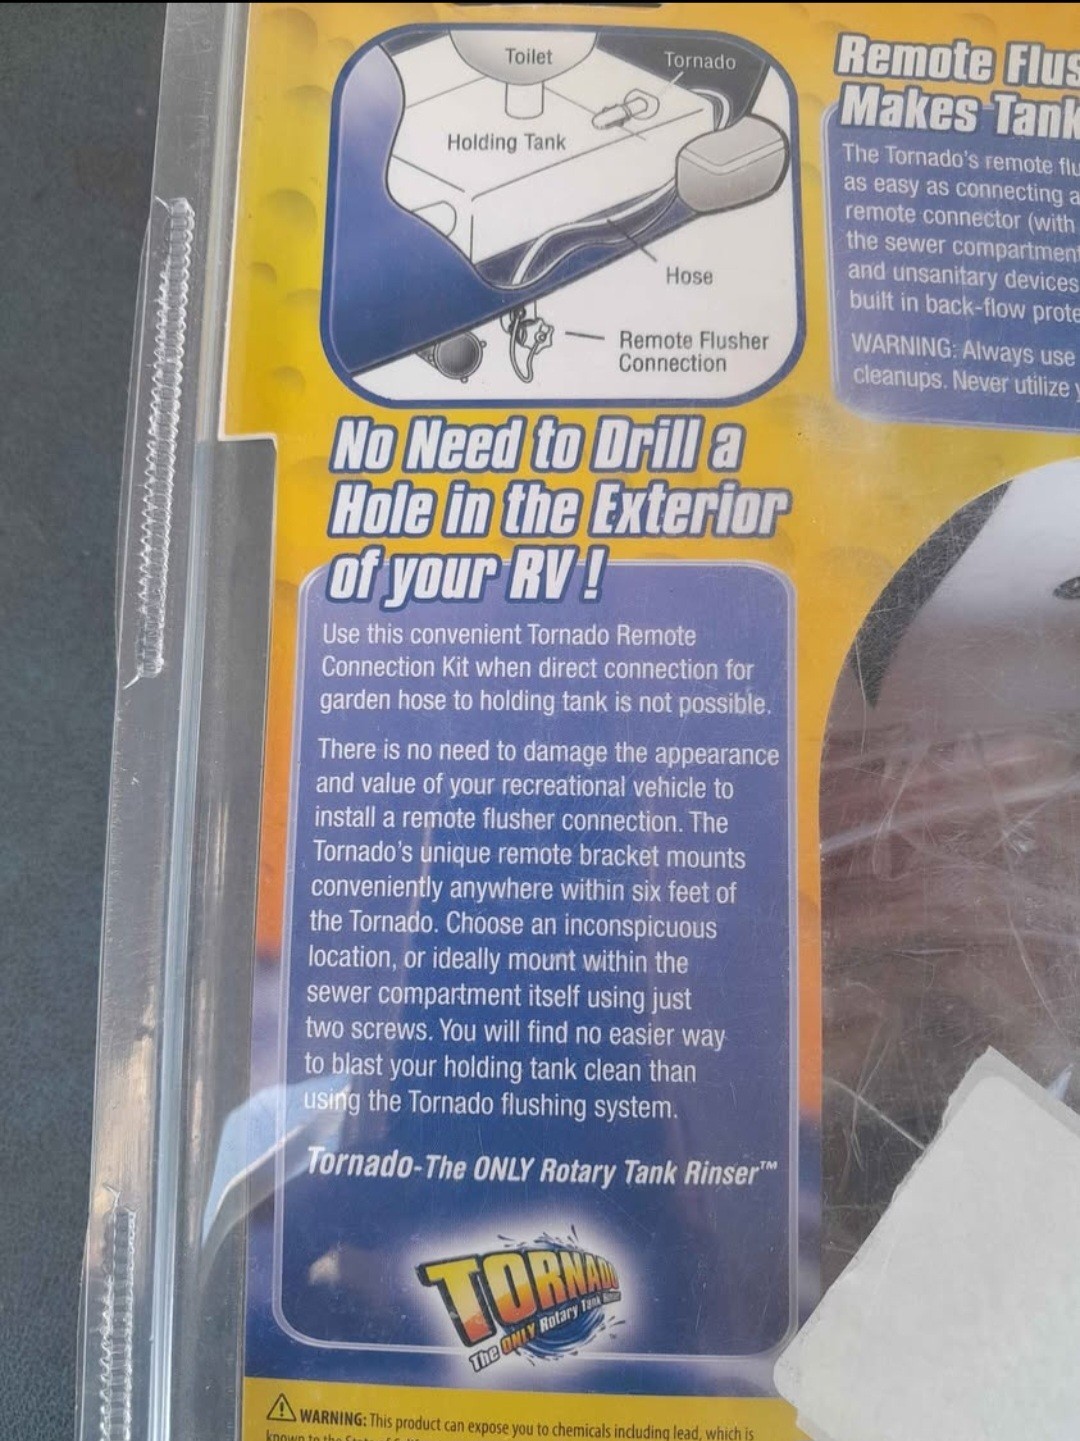 Toilet
Tornado
Holding Tank
Hose
Remote Flusher
Connection
Remote
Makes
The Tornado's remote
as easy as connecting a
remote connector (with
the sewer compartment
and unsanitary devices
built in back-flow
WARNING: Always use
cleanups. Never utilize
No Need to Drill a
Hole in the Exterior
of your RV!
Use this convenient Tornado Remote
Connection Kit when direct connection for
garden hose to holding tank is not possible.
There is no need to damage the appearance
and value of your recreational vehicle to
install a remote flusher connection. The
Tornado's unique remote bracket mounts
conveniently anywhere within six feet of
the Tornado. Choose an inconspicuous
location, or ideally mount within the
sewer compartment itself using just
two screws. You will find no easier way
to blast your holding tank clean than
using the Tornado flushing system.
Tornado-The ONLY Rotary Tank Rinser™
TORNADO
The ONLY Rotary Tank Rinser
WARNING: This product can expose you to chemicals including lead, which is
known to the State of